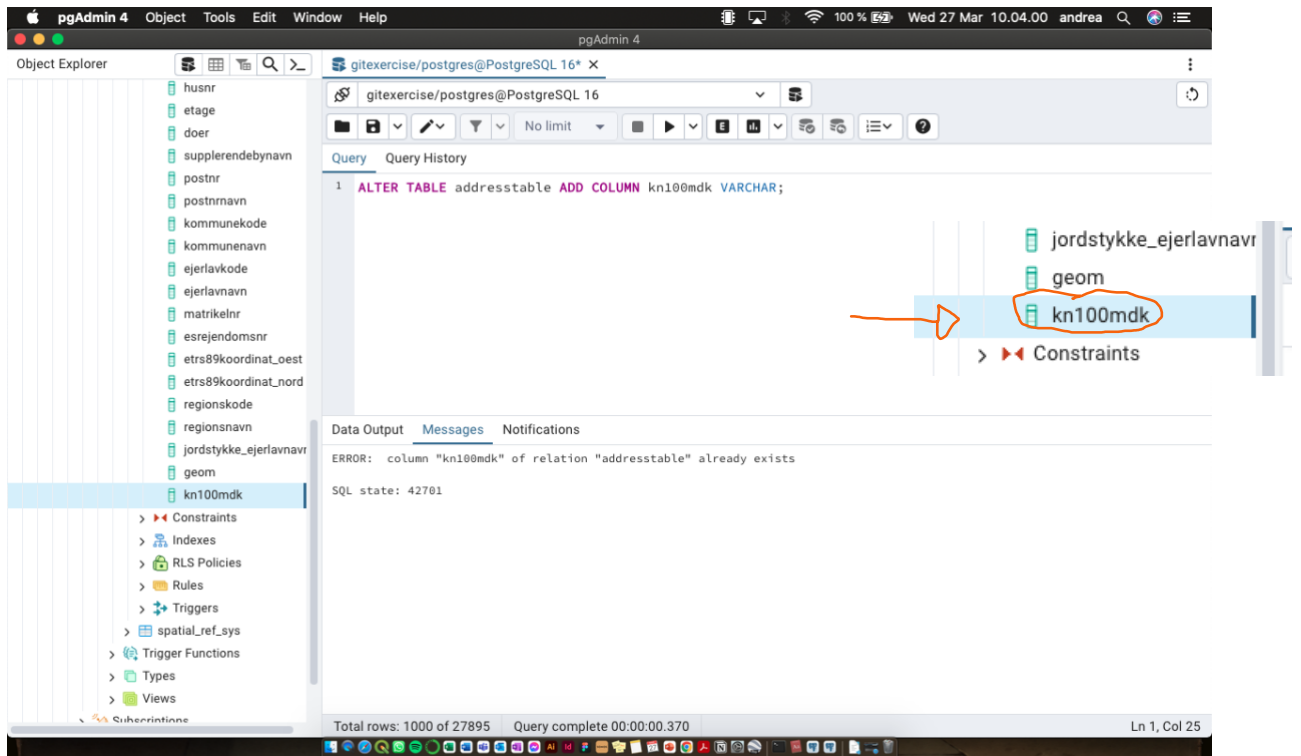 pgAdmin 4 Object Tools Edit Window Help 100 % Wed 27 Mar 10.04.00 andrea
pgAdmin 4
Object Explorer
gitexercise/postgres@PostgreSQL 16*
gitexercise/postgres@PostgreSQL 16
No limit
Query Query History
1 ALTER TABLE addresstable ADD COLUMN kn100mdk VARCHAR;
husnr
etage
doer
supplerendebynavn
postnr
postnrnavn
kommunekode
kommunenavn
ejerlavkode
ejerlavnavn
matrikelnr
esrejendomsnr
etrs89koordinat_oest
etrs89koordinat_nord
regionskode
regionsnavn
jordstykke_ejerlavnavr
geom
kn100mdk
Constraints
Indexes
RLS Policies
Rules
Triggers
spatial_ref_sys
Trigger Functions
Types
Views
Subscriptions
jordstykke_ejerlavnavr
geom
kn100mdk
Constraints
Data Output Messages Notifications
ERROR: column "kn100mdk" of relation "addresstable" already exists
SQL state: 42701
Total rows: 1000 of 27895 Query complete 00:00:00.370 Ln 1, Col 25